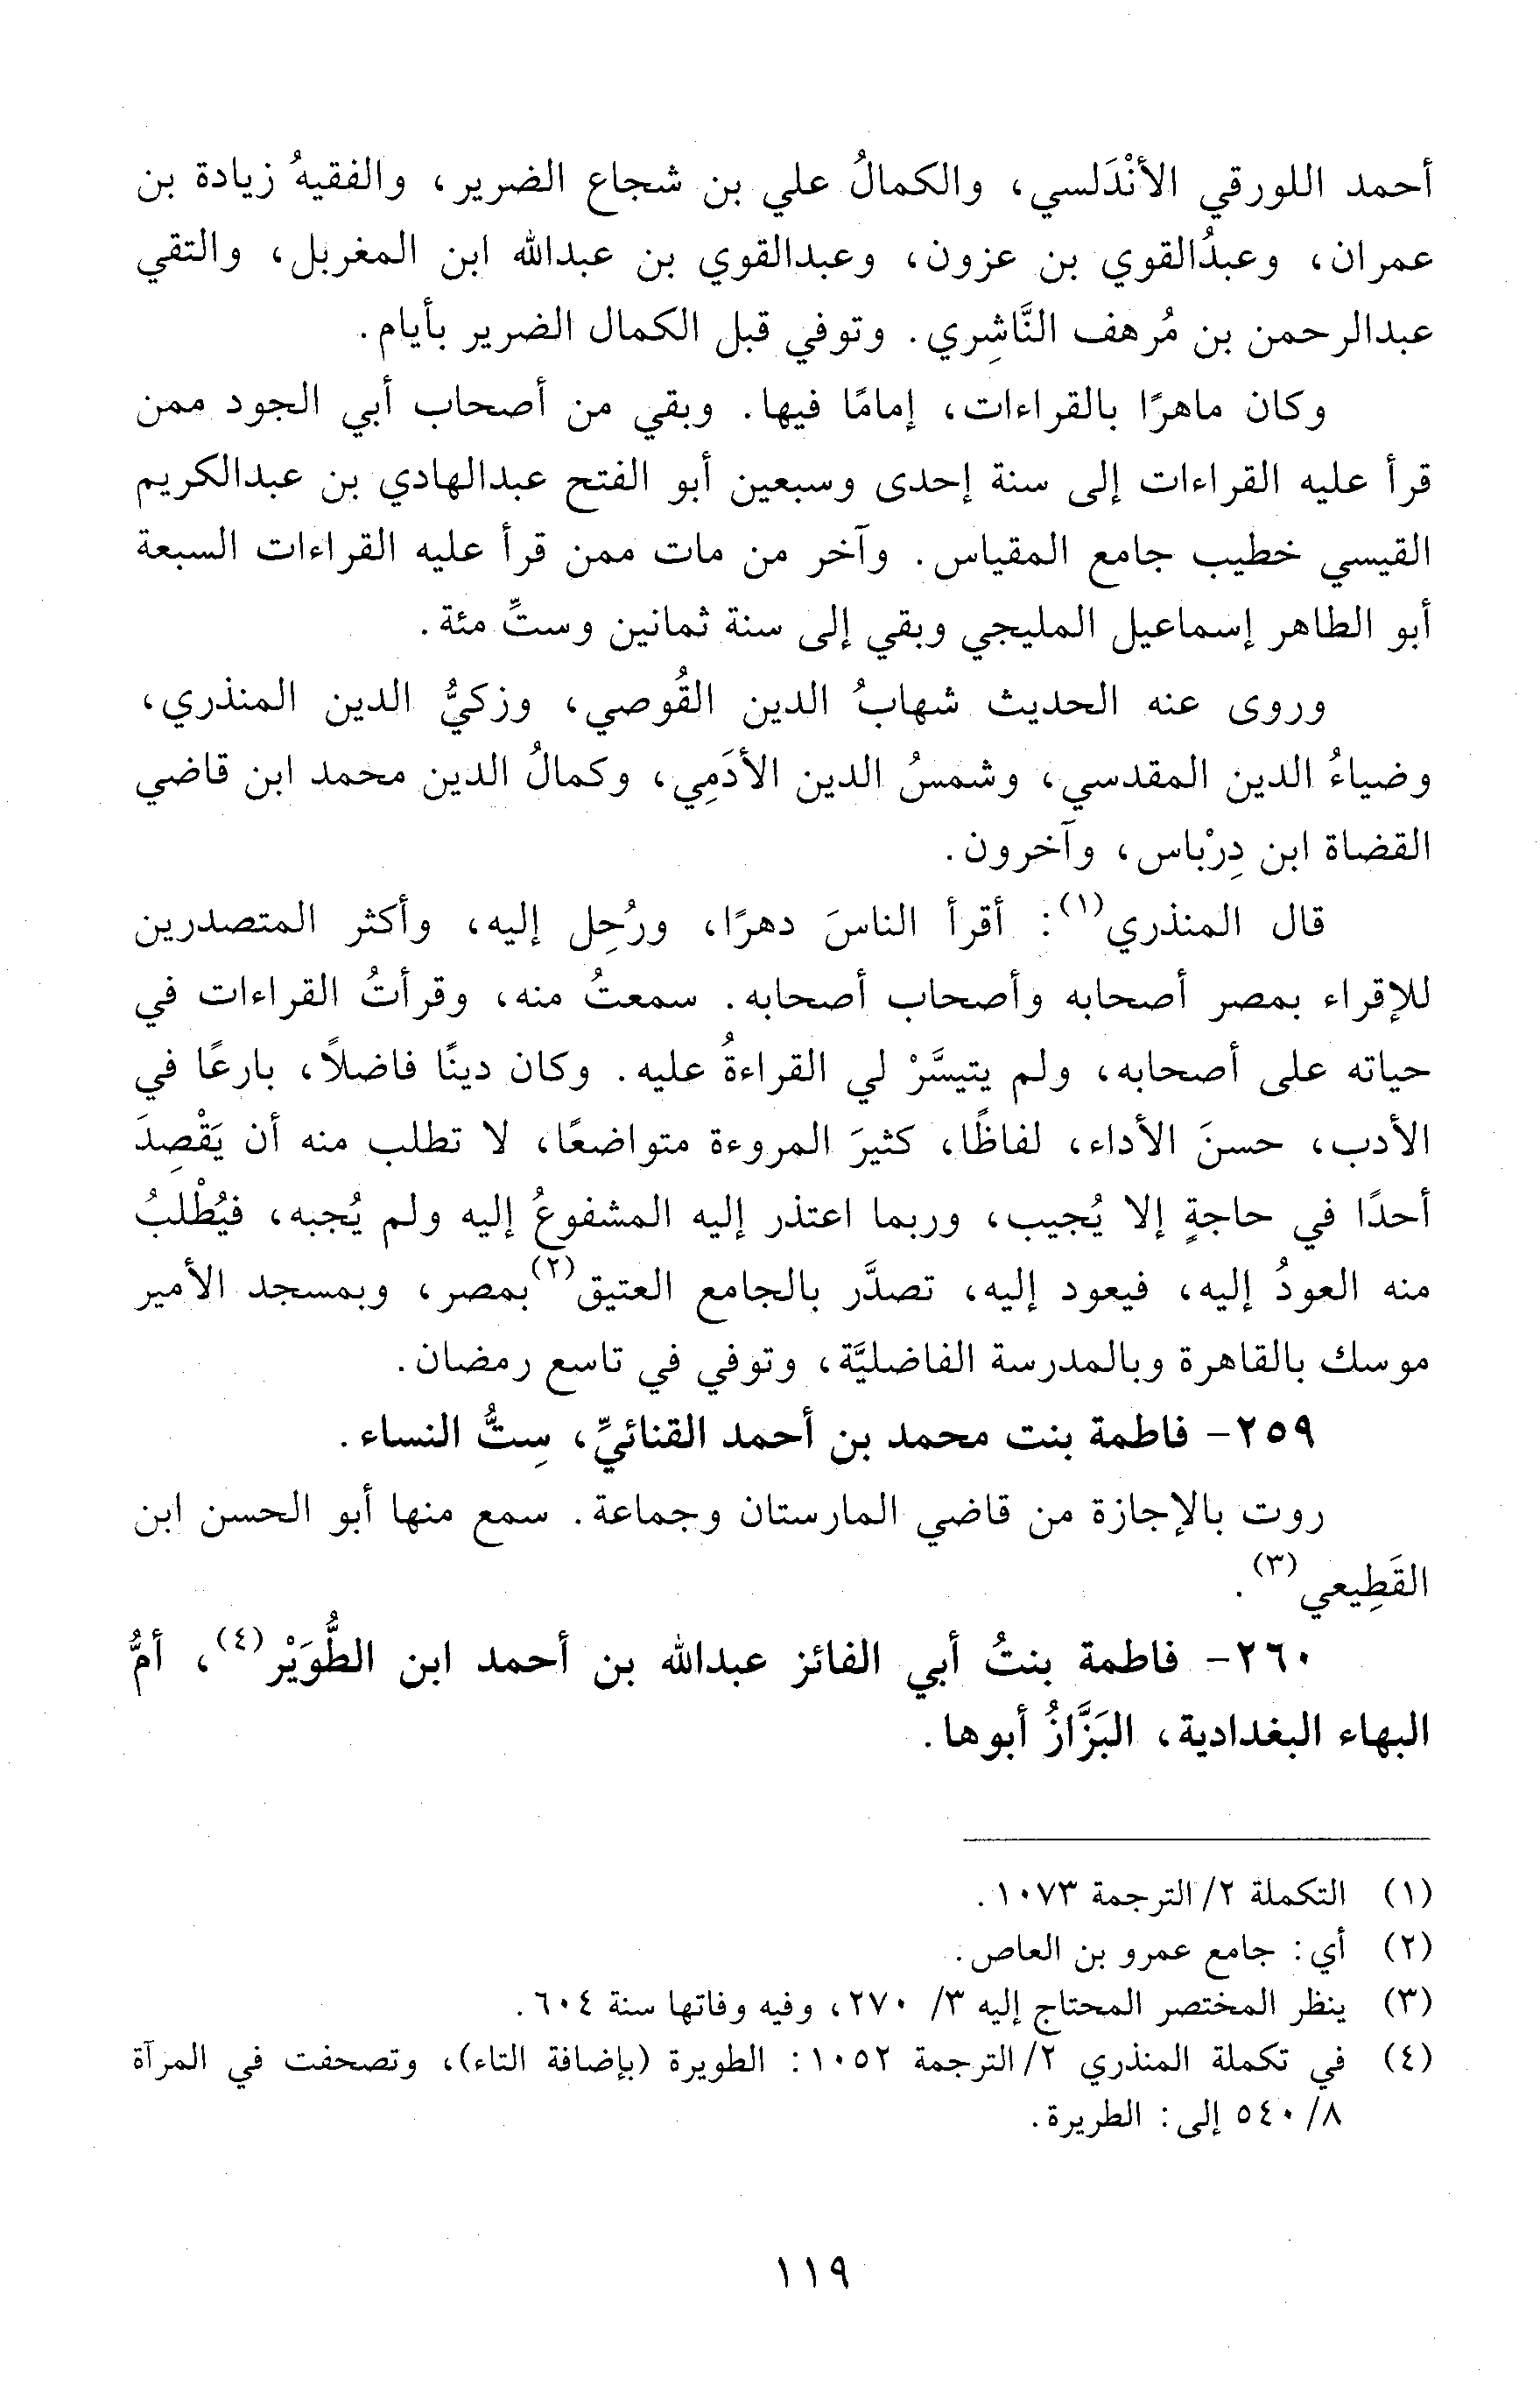 أحمد اللورقي الأنْدَلسي، والكمالُ علي بن شجاع الضرير، والفقيهُ زيادة بن
عمران، وعبدُالقوي بن عزون، وعبدالقوي بن عبدالله ابن المغربل، والتقي
عبدالرحمن بن مُرهف النَّاشِري. وتوفي قبل الكمال الضرير بأيام.
وكان ماهرًا بالقراءات، إمامًا فيها. وبقي من أصحاب أبي الجود ممن
قرأ عليه القراءات إلى سنة إحدى وسبعين أبو الفتح عبدالهادي بن عبدالكريم
القيسي خطيب جامع المقياس. وآخر من مات ممن قرأ عليه القراءات السبعة
أبو الطاهر إسماعيل المليجي وبقي إلى سنة ثمانين وستِّ مئة.
وروى عنه الحديث شهابُ الدين القُوصي، وزكيُّ الدين المنذري،
وضياءُ الدين المقدسي، وشمسُ الدين الأدَمِي، وكمالُ الدين محمد ابن قاضي
القضاة ابن دِرْباس، وآخرون.
قال المنذري(١): أقرأ الناسَ دهرًا، ورُحِل إليه، وأكثر المتصدرين
للإقراء بمصر أصحابه وأصحاب أصحابه. سمعتُ منه، وقرأتُ القراءات في
حياته على أصحابه، ولم يتيسَّرْ لي القراءةُ عليه. وكان دينًا فاضلاً، بارعًا في
الأدب، حسنَ الأداء، لفاظًا، كثيرَ المروءة متواضعًا، لا تطلب منه أن يَقْصِدَ
أحدًا في حاجةٍ إلا يُجيب، وربما اعتذر إليه المشفوعُ إليه ولم يُجبه، فيُطْلبُ
منه العودُ إليه، فيعود إليه، تصدَّر بالجامع العتيق(٢) بمصر، وبمسجد الأمير
موسك بالقاهرة وبالمدرسة الفاضليَّة، وتوفي في تاسع رمضان.
٢٥٩- فاطمة بنت محمد بن أحمد القنائيِّ، سِتُّ النساء.
روت بالإجازة من قاضي المارستان وجماعة. سمع منها أبو الحسن ابن
القَطِيعي(٣).
٢٦٠- فاطمة بنتُ أبي الفائز عبدالله بن أحمد ابن الطُّوَيْر(٤)، أمُّ
البهاء البغدادية، البَزَّازُ أبوها.
(١) التكملة ٢/ الترجمة ١٠٧٣.
(٢) أي: جامع عمرو بن العاص.
(٣) ينظر المختصر المحتاج إليه ٣/ ٢٧٠، وفيه وفاتها سنة ٦٠٤.
(٤) في تكملة المنذري ٢/ الترجمة ١٠٥٢: الطويرة (بإضافة التاء)، وتصحفت في المرآة
٨/ ٥٤٠ إلى: الطريرة.
١١٩